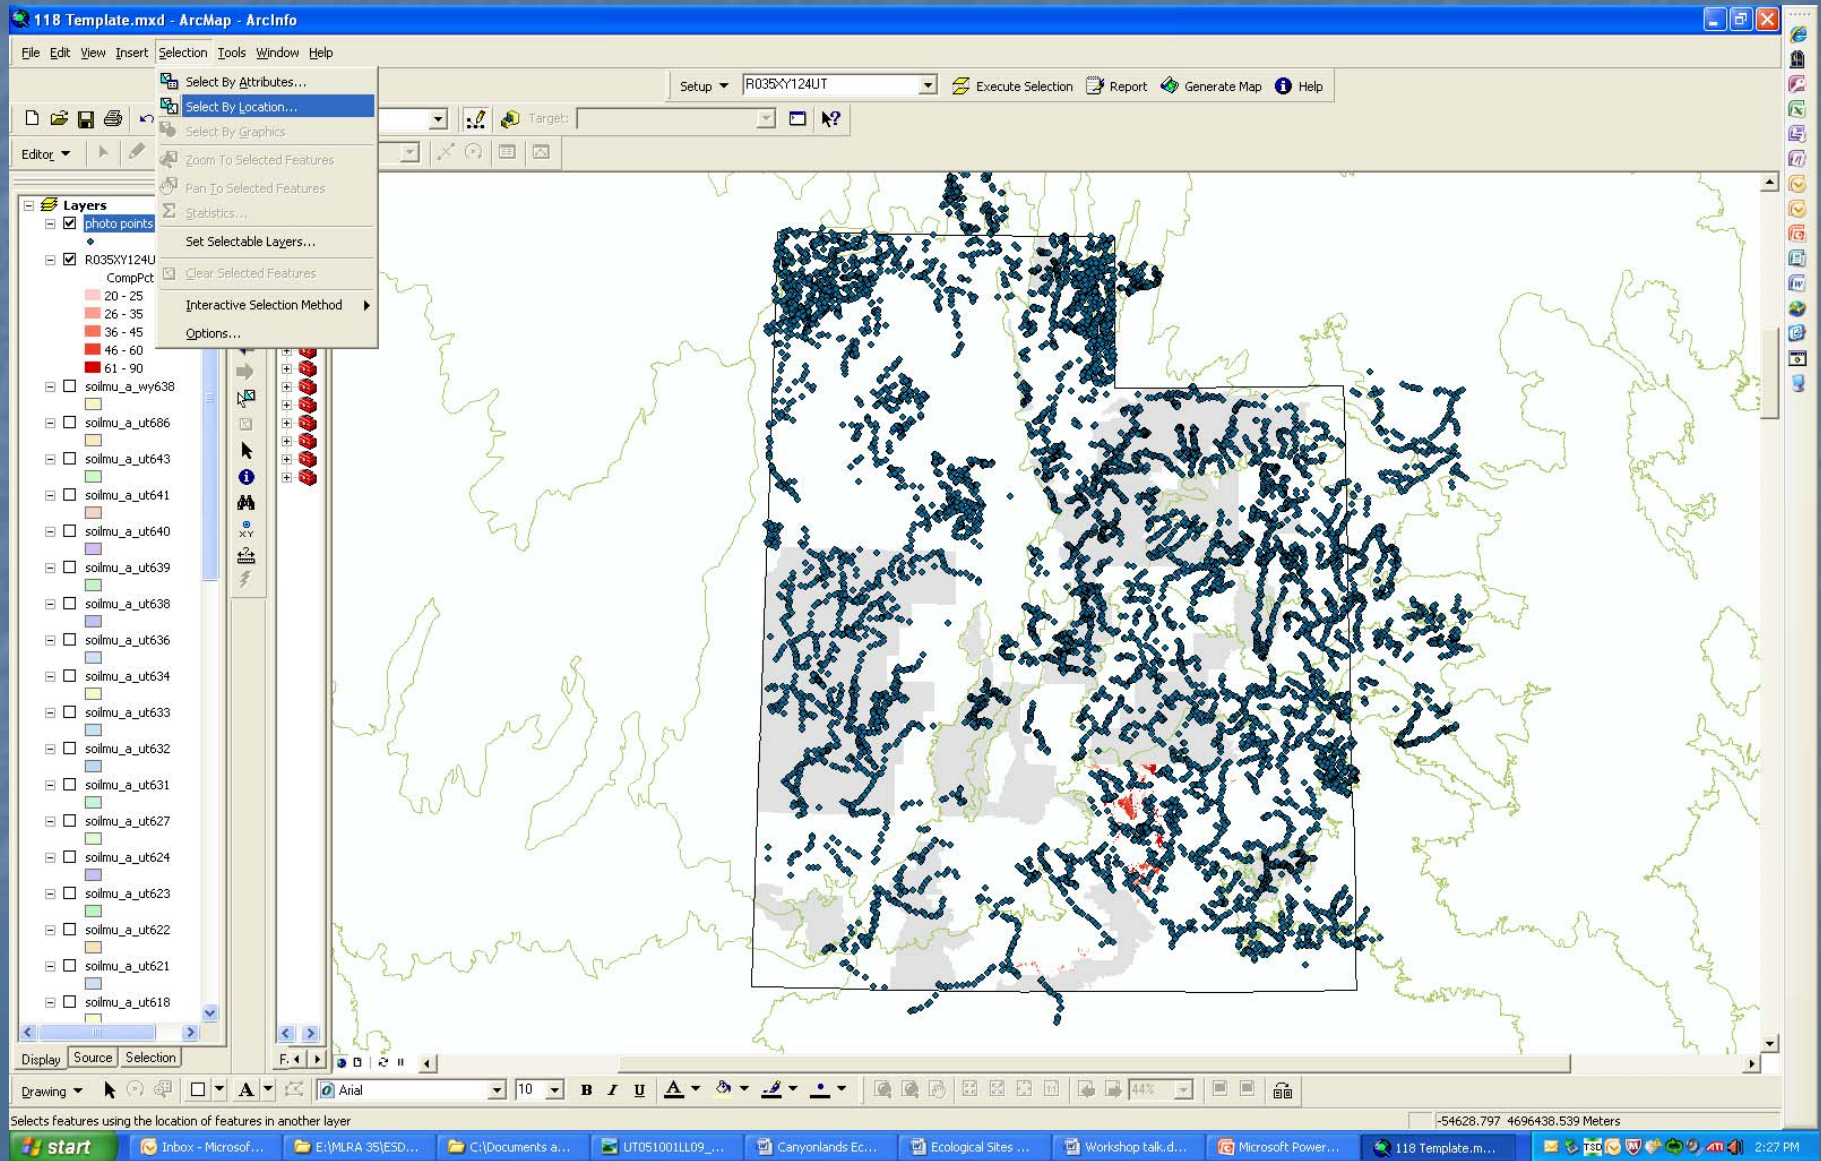 118 Template.mxd - ArcMap - ArcInfo
File Edit View Insert Selection Tools Window Help
Select By Attributes...
Select By Location...
Select By Graphics
Zoom To Selected Features
Pan To Selected Features
Statistics...
Set Selectable Layers...
Clear Selected Features
Interactive Selection Method
Options...
Setup R035XY124UT Execute Selection Report Generate Map Help
Target:
Editor
Layers
photo points
R035XY124U
CompPct
20 - 25
26 - 35
36 - 45
46 - 60
61 - 90
soilmu_a_wy638
soilmu_a_ut686
soilmu_a_ut643
soilmu_a_ut641
soilmu_a_ut640
soilmu_a_ut639
soilmu_a_ut638
soilmu_a_ut636
soilmu_a_ut634
soilmu_a_ut633
soilmu_a_ut632
soilmu_a_ut631
soilmu_a_ut627
soilmu_a_ut624
soilmu_a_ut623
soilmu_a_ut622
soilmu_a_ut621
soilmu_a_ut618
XY
Display Source Selection F.
Drawing A Arial 10 B I U A 44%
Selects features using the location of features in another layer
-54628.797 4696438.539 Meters
start Inbox - Microsof... E:\MLRA 35\ESD... C:\Documents a... UT051001LL09_... Canyonlands Ec... Ecological Sites ... Workshop talk.d... Microsoft Power... 118 Template.m... TSD ATI 2:27 PM